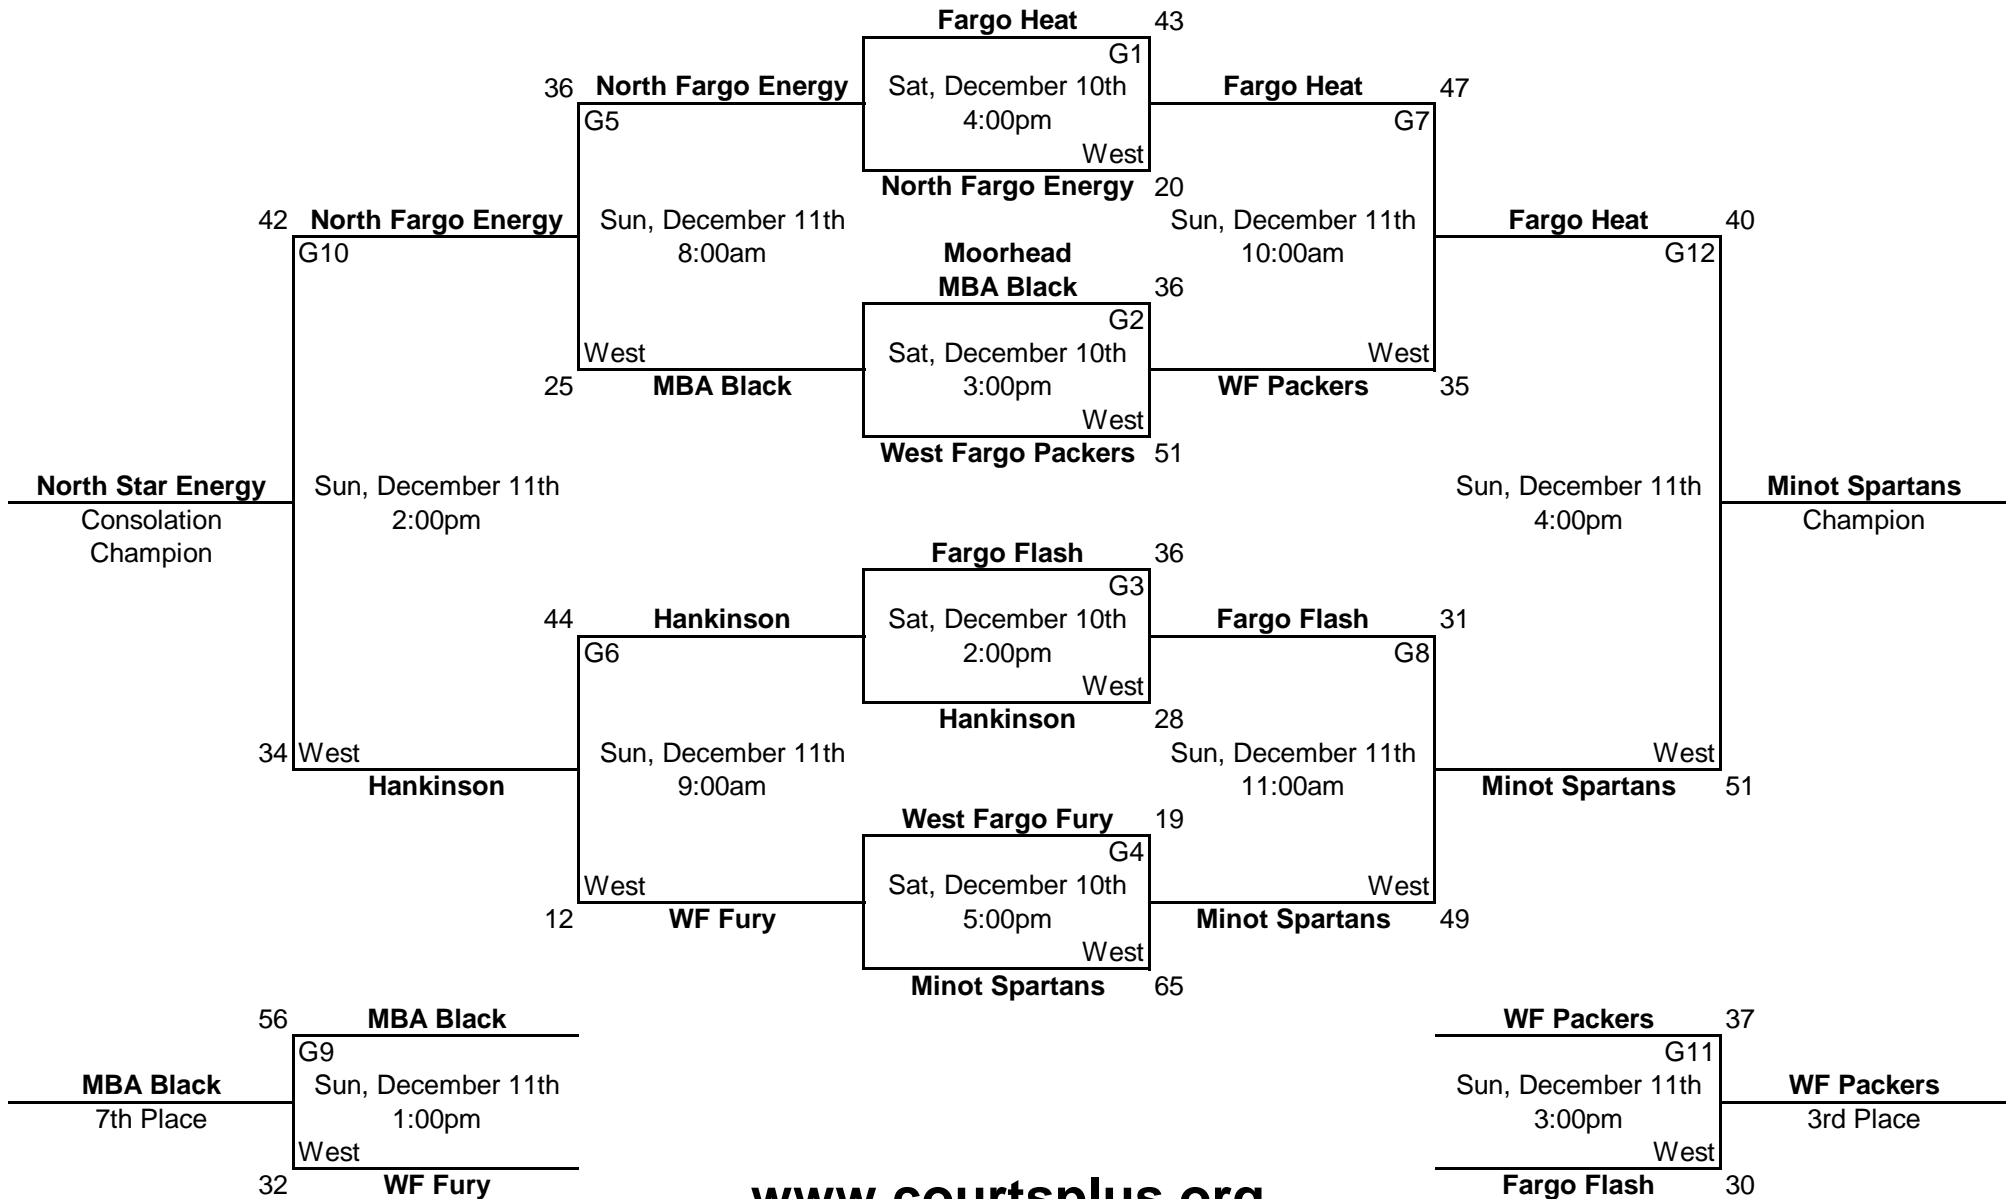 Fargo Heat 43
G1
36 North Fargo Energy Sat, December 10th Fargo Heat 47
G5 4:00pm G7
West
North Fargo Energy 20
42 North Fargo Energy Sun, December 11th Sun, December 11th Fargo Heat 40
G10 8:00am Moorhead 10:00am G12
MBA Black 36
G2
West Sat, December 10th West
25 MBA Black 3:00pm WF Packers 35
West
West Fargo Packers 51
North Star Energy Sun, December 11th Sun, December 11th Minot Spartans
Consolation 2:00pm 4:00pm Champion
Champion
Fargo Flash 36
G3
44 Hankinson Sat, December 10th Fargo Flash 31
G6 2:00pm G8
West
Hankinson 28
34 West Sun, December 11th Sun, December 11th West
Hankinson 9:00am 11:00am Minot Spartans 51
West Fargo Fury 19
G4
West Sat, December 10th West
12 WF Fury 5:00pm Minot Spartans 49
West
Minot Spartans 65
56 MBA Black WF Packers 37
G9 G11
MBA Black Sun, December 11th Sun, December 11th WF Packers
7th Place 1:00pm 3:00pm 3rd Place
West West
32 WF Fury www.courtsplus.org Fargo Flash 30